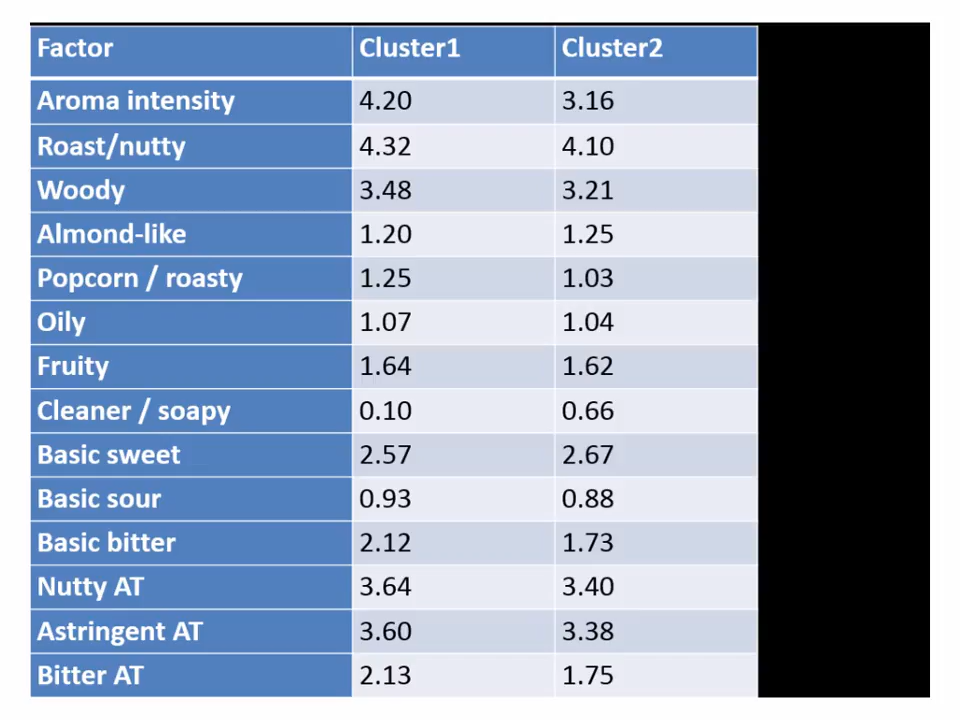 Factor Cluster1 Cluster2
Aroma intensity 4.20 3.16
Roast/nutty 4.32 4.10
Woody 3.48 3.21
Almond-like 1.20 1.25
Popcorn / roasty 1.25 1.03
Oily 1.07 1.04
Fruity 1.64 1.62
Cleaner / soapy 0.10 0.66
Basic sweet 2.57 2.67
Basic sour 0.93 0.88
Basic bitter 2.12 1.73
Nutty AT 3.64 3.40
Astringent AT 3.60 3.38
Bitter AT 2.13 1.75